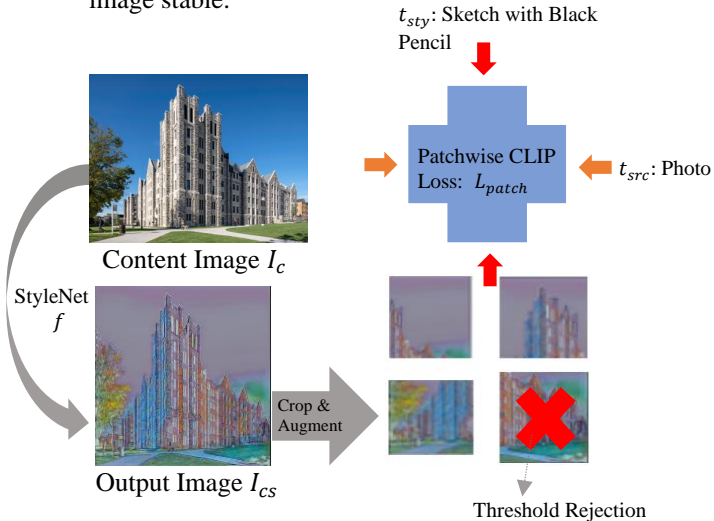 image stable.
t_sty: Sketch with Black
Pencil
Patchwise CLIP
Loss: L_patch
t_src: Photo
Content Image I_c
StyleNet
f
Crop &
Augment
Output Image I_cs
Threshold Rejection